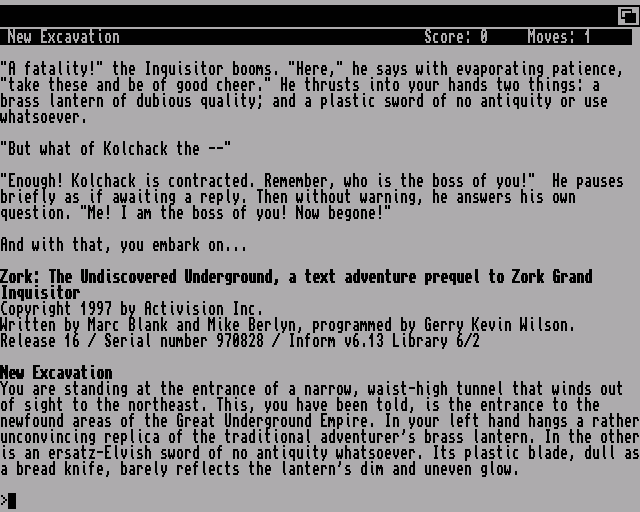 New Excavation Score: 0 Moves: 1
"A fatality!" the Inquisitor booms. "Here," he says with evaporating patience,
"take these and be of good cheer." He thrusts into your hands two things: a
brass lantern of dubious quality; and a plastic sword of no antiquity or use
whatsoever.
"But what of Kolchack the --"
"Enough! Kolchack is contracted. Remember, who is the boss of you!"  He pauses
briefly as if awaiting a reply. Then without warning, he answers his own
question. "Me! I am the boss of you! Now begone!"
And with that, you embark on...
Zork: The Undiscovered Underground, a text adventure prequel to Zork Grand
Inquisitor
Copyright 1997 by Activision Inc.
Written by Marc Blank and Mike Berlyn, programmed by Gerry Kevin Wilson.
Release 16 / Serial number 970828 / Inform v6.13 Library 6/2
New Excavation
You are standing at the entrance of a narrow, waist-high tunnel that winds out
of sight to the northeast. This, you have been told, is the entrance to the
newfound areas of the Great Underground Empire. In your left hand hangs a rather
unconvincing replica of the traditional adventurer's brass lantern. In the other
is an ersatz-Elvish sword of no antiquity whatsoever. Its plastic blade, dull as
a bread knife, barely reflects the lantern's dim and uneven glow.
>